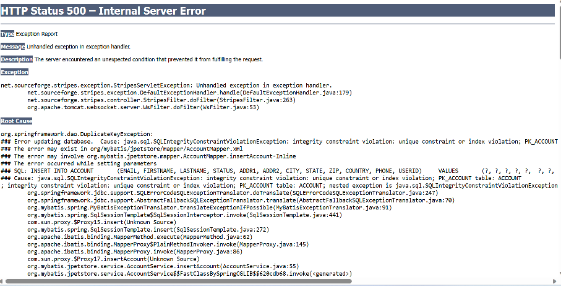 HTTP Status 500 – Internal Server Error
Type Exception Report
Message Unhandled exception in exception handler.
Description The server encountered an unexpected condition that prevented it from fulfilling the request.
Exception
net.sourceforge.stripes.exception.StripesServletException: Unhandled exception in exception handler.
net.sourceforge.stripes.exception.DefaultExceptionHandler.handle(DefaultExceptionHandler.java:179)
net.sourceforge.stripes.controller.StripesFilter.doFilter(StripesFilter.java:263)
org.apache.tomcat.websocket.server.WsFilter.doFilter(WsFilter.java:53)
Root Cause
org.springframework.dao.DuplicateKeyException:
### Error updating database. Cause: java.sql.SQLIntegrityConstraintViolationException: integrity constraint violation: unique constraint or index violation; PK_ACCOUNT
### The error may exist in org/mybatis/jpetstore/mapper/AccountMapper.xml
### The error may involve org.mybatis.jpetstore.mapper.AccountMapper.insertAccount-Inline
### The error occurred while setting parameters
### SQL: INSERT INTO ACCOUNT (EMAIL, FIRSTNAME, LASTNAME, STATUS, ADDR1, ADDR2, CITY, STATE, ZIP, COUNTRY, PHONE, USERID) VALUES (?, ?, ?, ?, ?, ?,
### Cause: java.sql.SQLIntegrityConstraintViolationException: integrity constraint violation: unique constraint or index violation; PK_ACCOUNT table: ACCOUNT
; integrity constraint violation: unique constraint or index violation; PK_ACCOUNT table: ACCOUNT; nested exception is java.sql.SQLIntegrityConstraintViolationException
org.springframework.jdbc.support.SQLErrorCodeSQLExceptionTranslator.doTranslate(SQLErrorCodeSQLExceptionTranslator.java:247)
org.springframework.jdbc.support.AbstractFallbackSQLExceptionTranslator.translate(AbstractFallbackSQLExceptionTranslator.java:70)
org.mybatis.spring.MyBatisExceptionTranslator.translateExceptionIfPossible(MyBatisExceptionTranslator.java:91)
org.mybatis.spring.SqlSessionTemplate$SqlSessionInterceptor.invoke(SqlSessionTemplate.java:441)
com.sun.proxy.$Proxy15.insert(Unknown Source)
org.mybatis.spring.SqlSessionTemplate.insert(SqlSessionTemplate.java:272)
org.apache.ibatis.binding.MapperMethod.execute(MapperMethod.java:62)
org.apache.ibatis.binding.MapperProxy$PlainMethodInvoker.invoke(MapperProxy.java:145)
org.apache.ibatis.binding.MapperProxy.invoke(MapperProxy.java:86)
com.sun.proxy.$Proxy17.insertAccount(Unknown Source)
org.mybatis.jpetstore.service.AccountService.insertAccount(AccountService.java:55)
org.mybatis.jpetstore.service.AccountService$$FastClassBySpringCGLIB$$620cdb68.invoke(<generated>)